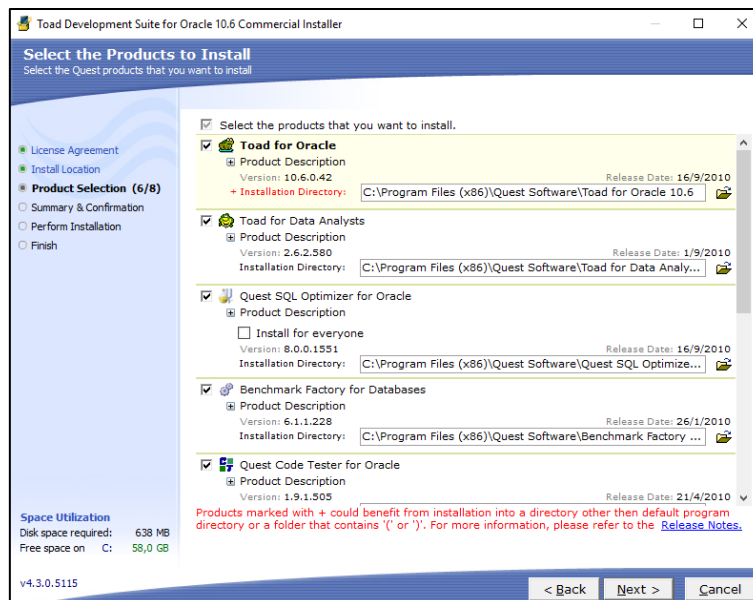 Toad Development Suite for Oracle 10.6 Commercial Installer
Select the Products to Install
Select the Quest products that you want to install
License Agreement
Install Location
Product Selection (6/8)
Summary & Confirmation
Perform Installation
Finish
Select the products that you want to install.
Toad for Oracle
Product Description
Version: 10.6.0.42 Release Date: 16/9/2010
+ Installation Directory: C:\Program Files (x86)\Quest Software\Toad for Oracle 10.6
Toad for Data Analysts
Product Description
Version: 2.6.2.580 Release Date: 1/9/2010
Installation Directory: C:\Program Files (x86)\Quest Software\Toad for Data Analy...
Quest SQL Optimizer for Oracle
Product Description
Install for everyone
Version: 8.0.0.1551 Release Date: 16/9/2010
Installation Directory: C:\Program Files (x86)\Quest Software\Quest SQL Optimize...
Benchmark Factory for Databases
Product Description
Version: 6.1.1.228 Release Date: 26/1/2010
Installation Directory: C:\Program Files (x86)\Quest Software\Benchmark Factory ...
Quest Code Tester for Oracle
Product Description
Version: 1.9.1.505 Release Date: 21/4/2010
Products marked with + could benefit from installation into a directory other then default program
directory or a folder that contains '(' or ')'. For more information, please refer to the Release Notes.
Space Utilization
Disk space required: 638 MB
Free space on C: 58,0 GB
v4.3.0.5115
< Back Next > Cancel